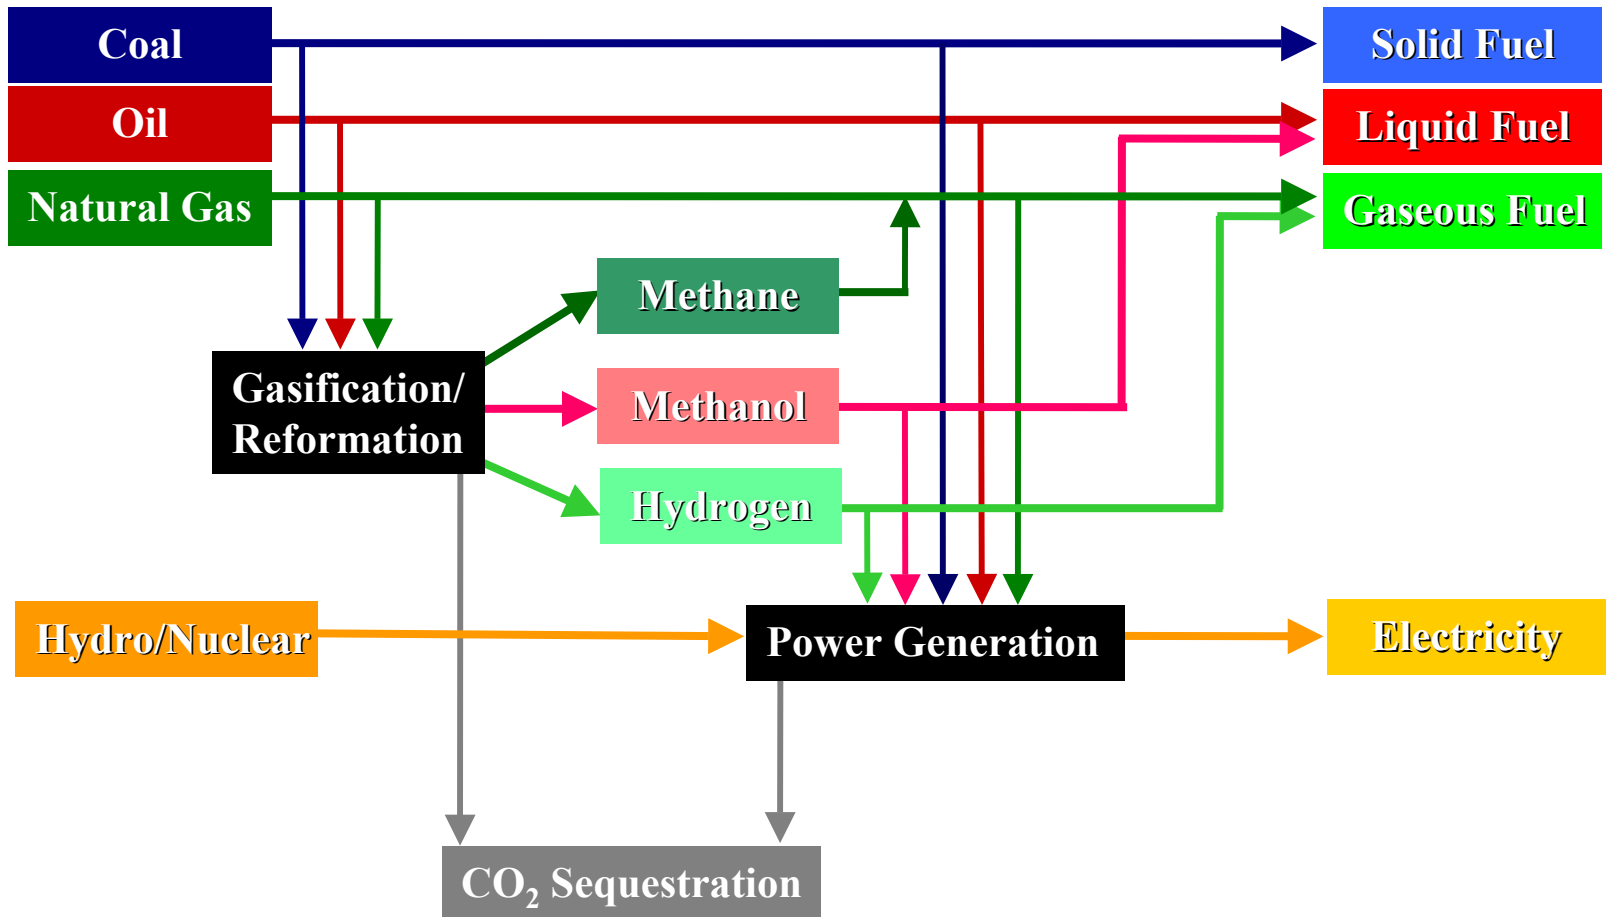 Coal
Solid Fuel
Oil
Liquid Fuel
Natural Gas
Gaseous Fuel
Methane
Gasification/
Reformation
Methanol
Hydrogen
Hydro/Nuclear
Power Generation
Electricity
CO₂ Sequestration